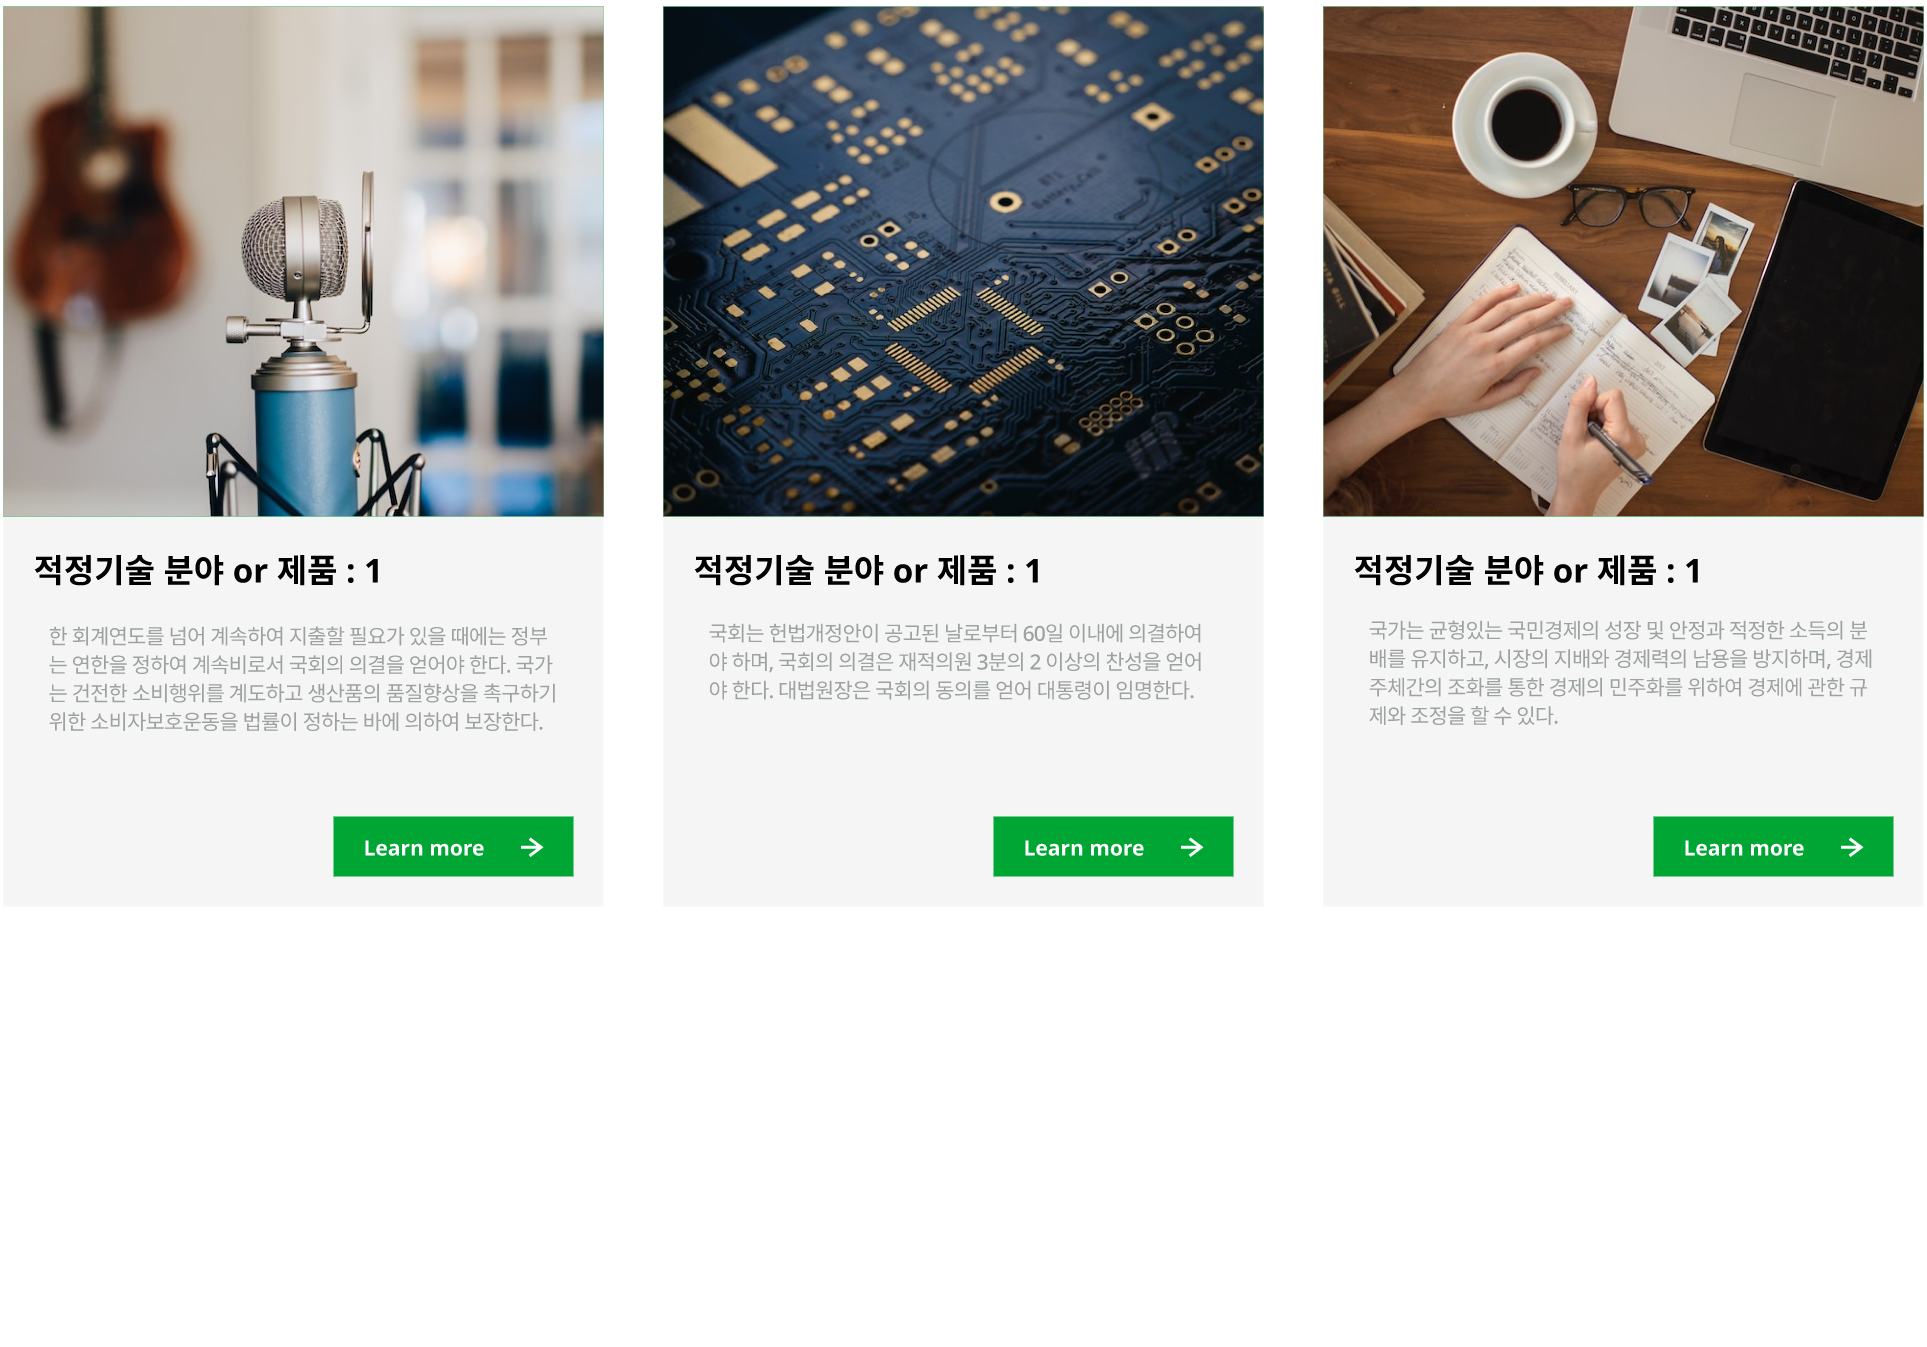 적정기술 분야 or 제품 : 1
한 회계연도를 넘어 계속하여 지출할 필요가 있을 때에는 정부
는 연한을 정하여 계속비로서 국회의 의결을 얻어야 한다. 국가
는 건전한 소비행위를 계도하고 생산품의 품질향상을 촉구하기
위한 소비자보호운동을 법률이 정하는 바에 의하여 보장한다.
Learn more
적정기술 분야 or 제품 : 1
국회는 헌법개정안이 공고된 날로부터 60일 이내에 의결하여
야 하며, 국회의 의결은 재적의원 3분의 2 이상의 찬성을 얻어
야 한다. 대법원장은 국회의 동의를 얻어 대통령이 임명한다.
Learn more
적정기술 분야 or 제품 : 1
국가는 균형있는 국민경제의 성장 및 안정과 적정한 소득의 분
배를 유지하고, 시장의 지배와 경제력의 남용을 방지하며, 경제
주체간의 조화를 통한 경제의 민주화를 위하여 경제에 관한 규
제와 조정을 할 수 있다.
Learn more